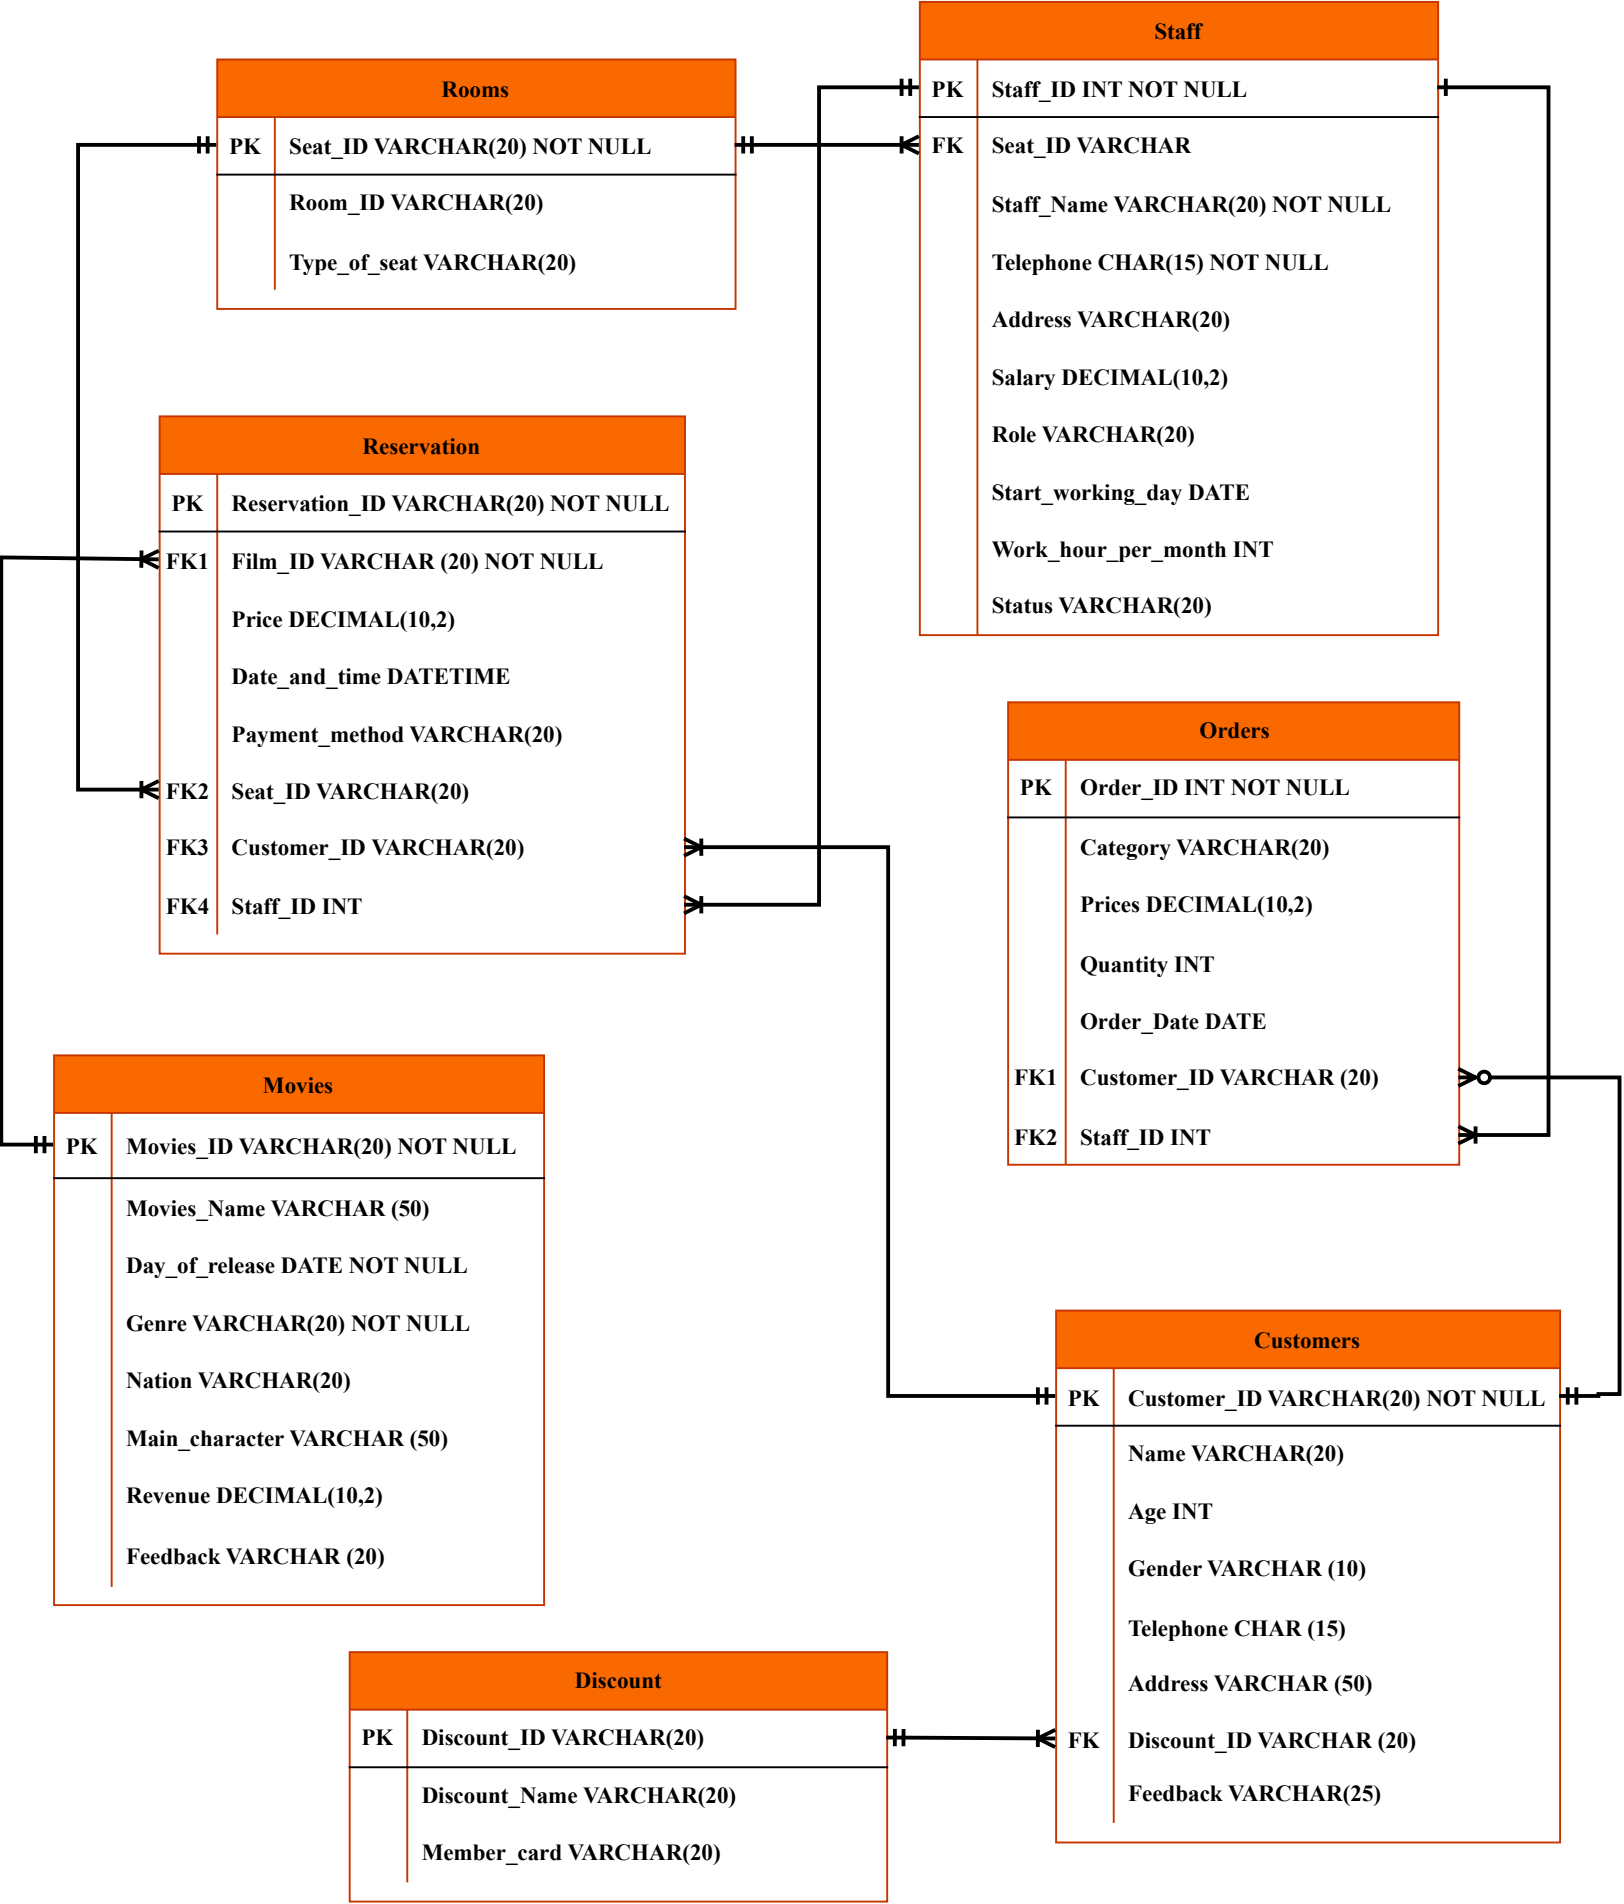 Rooms
PK Seat_ID VARCHAR(20) NOT NULL
Room_ID VARCHAR(20)
Type_of_seat VARCHAR(20)
Staff
PK Staff_ID INT NOT NULL
FK Seat_ID VARCHAR
Staff_Name VARCHAR(20) NOT NULL
Telephone CHAR(15) NOT NULL
Address VARCHAR(20)
Salary DECIMAL(10,2)
Role VARCHAR(20)
Start_working_day DATE
Work_hour_per_month INT
Status VARCHAR(20)
Reservation
PK Reservation_ID VARCHAR(20) NOT NULL
FK1 Film_ID VARCHAR (20) NOT NULL
Price DECIMAL(10,2)
Date_and_time DATETIME
Payment_method VARCHAR(20)
FK2 Seat_ID VARCHAR(20)
FK3 Customer_ID VARCHAR(20)
FK4 Staff_ID INT
Orders
PK Order_ID INT NOT NULL
Category VARCHAR(20)
Prices DECIMAL(10,2)
Quantity INT
Order_Date DATE
FK1 Customer_ID VARCHAR (20)
FK2 Staff_ID INT
Movies
PK Movies_ID VARCHAR(20) NOT NULL
Movies_Name VARCHAR (50)
Day_of_release DATE NOT NULL
Genre VARCHAR(20) NOT NULL
Nation VARCHAR(20)
Main_character VARCHAR (50)
Revenue DECIMAL(10,2)
Feedback VARCHAR (20)
Customers
PK Customer_ID VARCHAR(20) NOT NULL
Name VARCHAR(20)
Age INT
Gender VARCHAR (10)
Telephone CHAR (15)
Address VARCHAR (50)
FK Discount_ID VARCHAR (20)
Feedback VARCHAR(25)
Discount
PK Discount_ID VARCHAR(20)
Discount_Name VARCHAR(20)
Member_card VARCHAR(20)